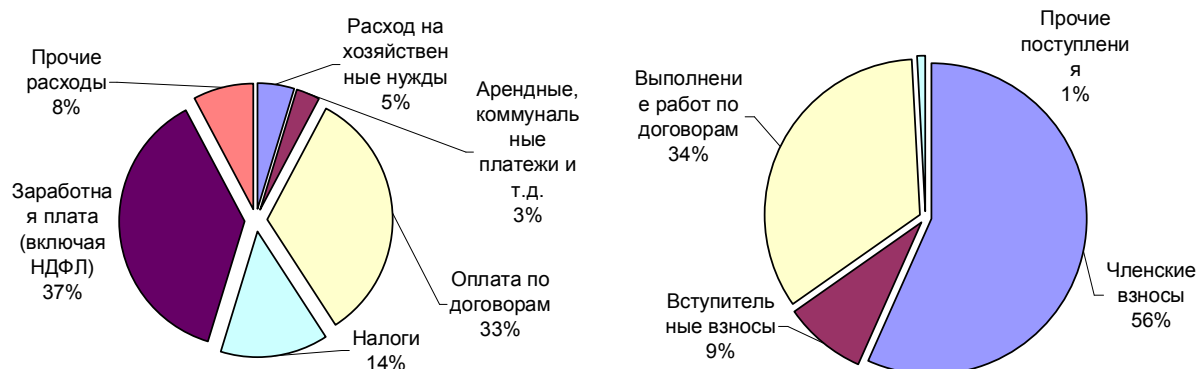 Прочие
расходы
8%
Расход на
хозяйствен
ные нужды
5%
Арендные,
коммуналь
ные
платежи и
т.д.
3%
Заработна
я плата
(включая
НДФЛ)
37%
Оплата по
договорам
33%
Налоги
14%
Выполнени
е работ по
договорам
34%
Прочие
поступлени
я
1%
Вступитель
ные взносы
9%
Членские
взносы
56%